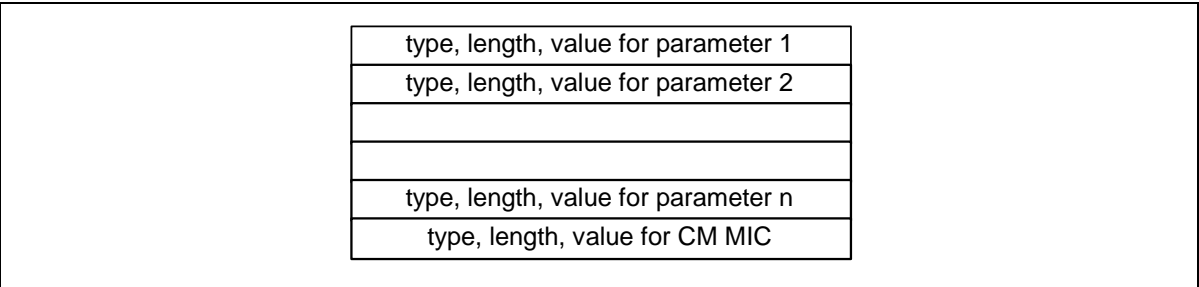 type, length, value for parameter 1
type, length, value for parameter 2
type, length, value for parameter n
type, length, value for CM MIC